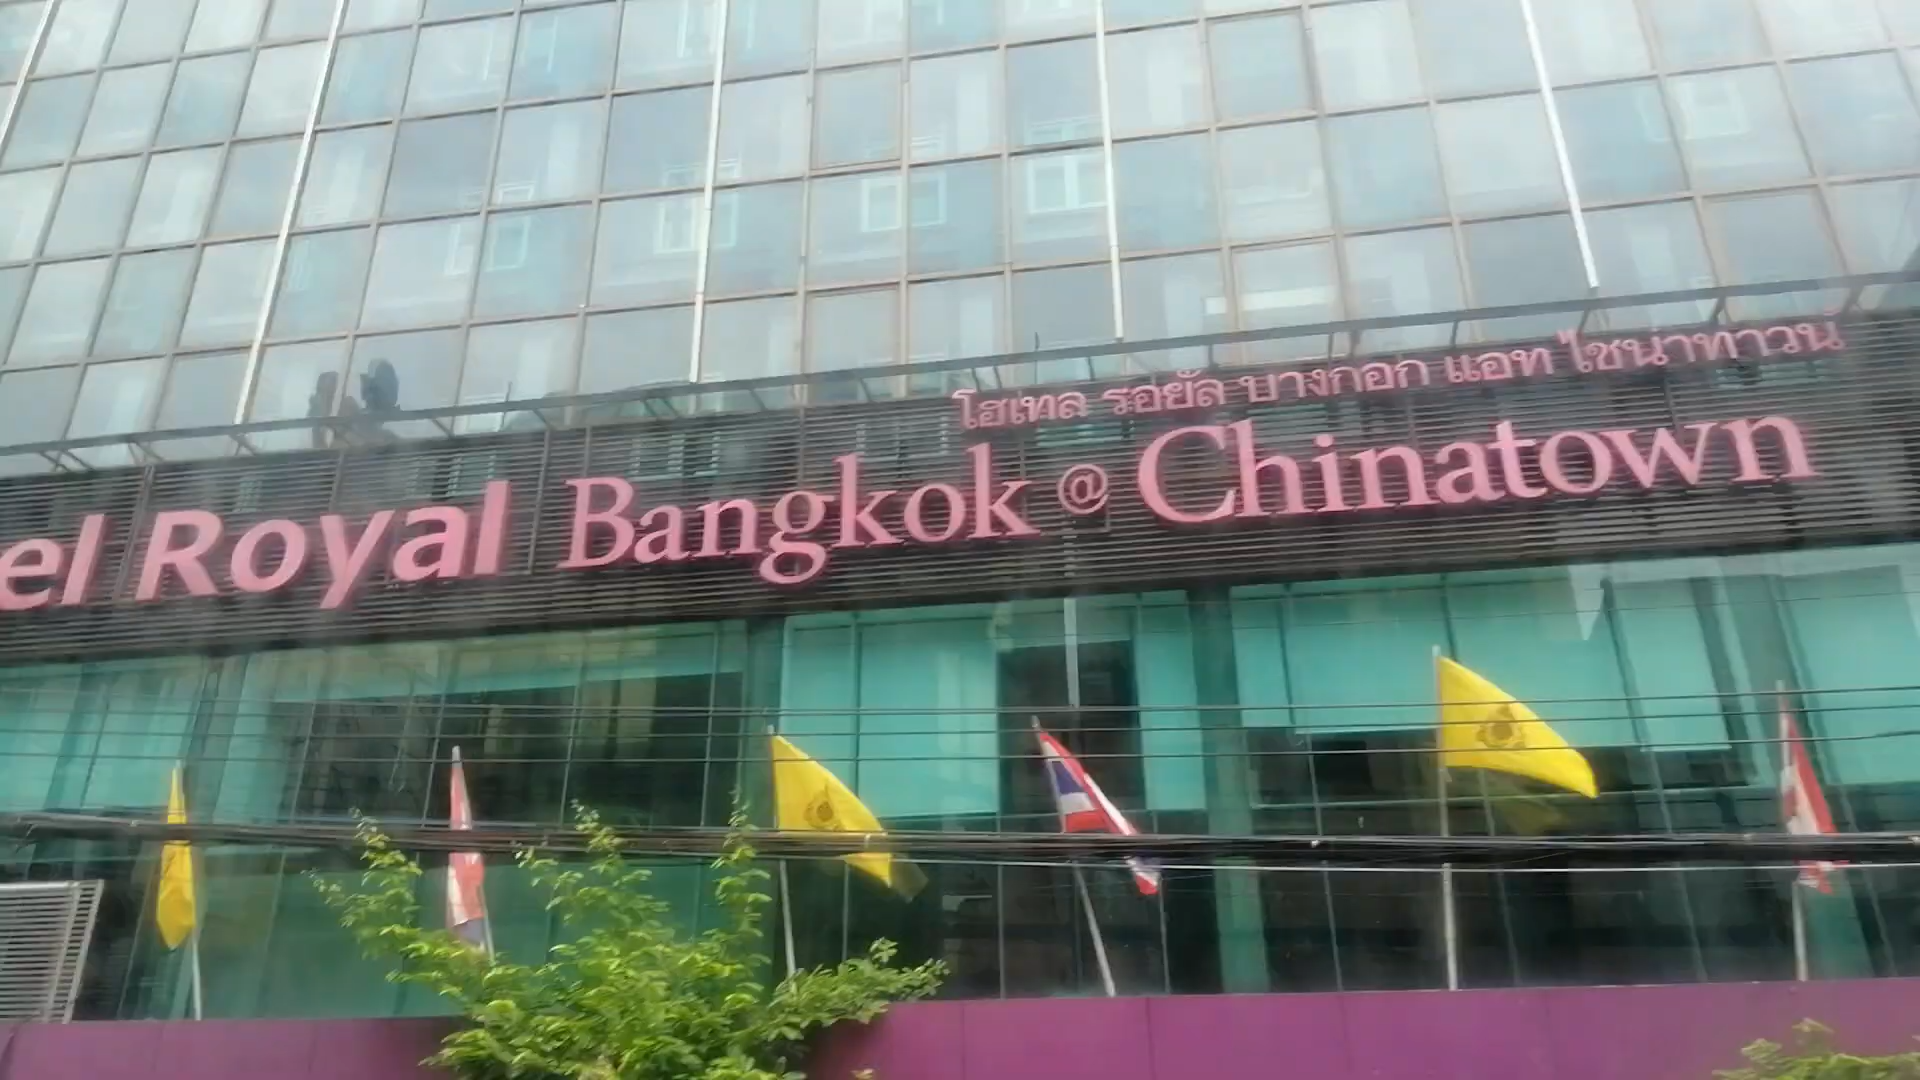 โฮเทล รอยัล บางกอก แอท ไชน่าทาวน์
el Royal Bangkok @ Chinatown